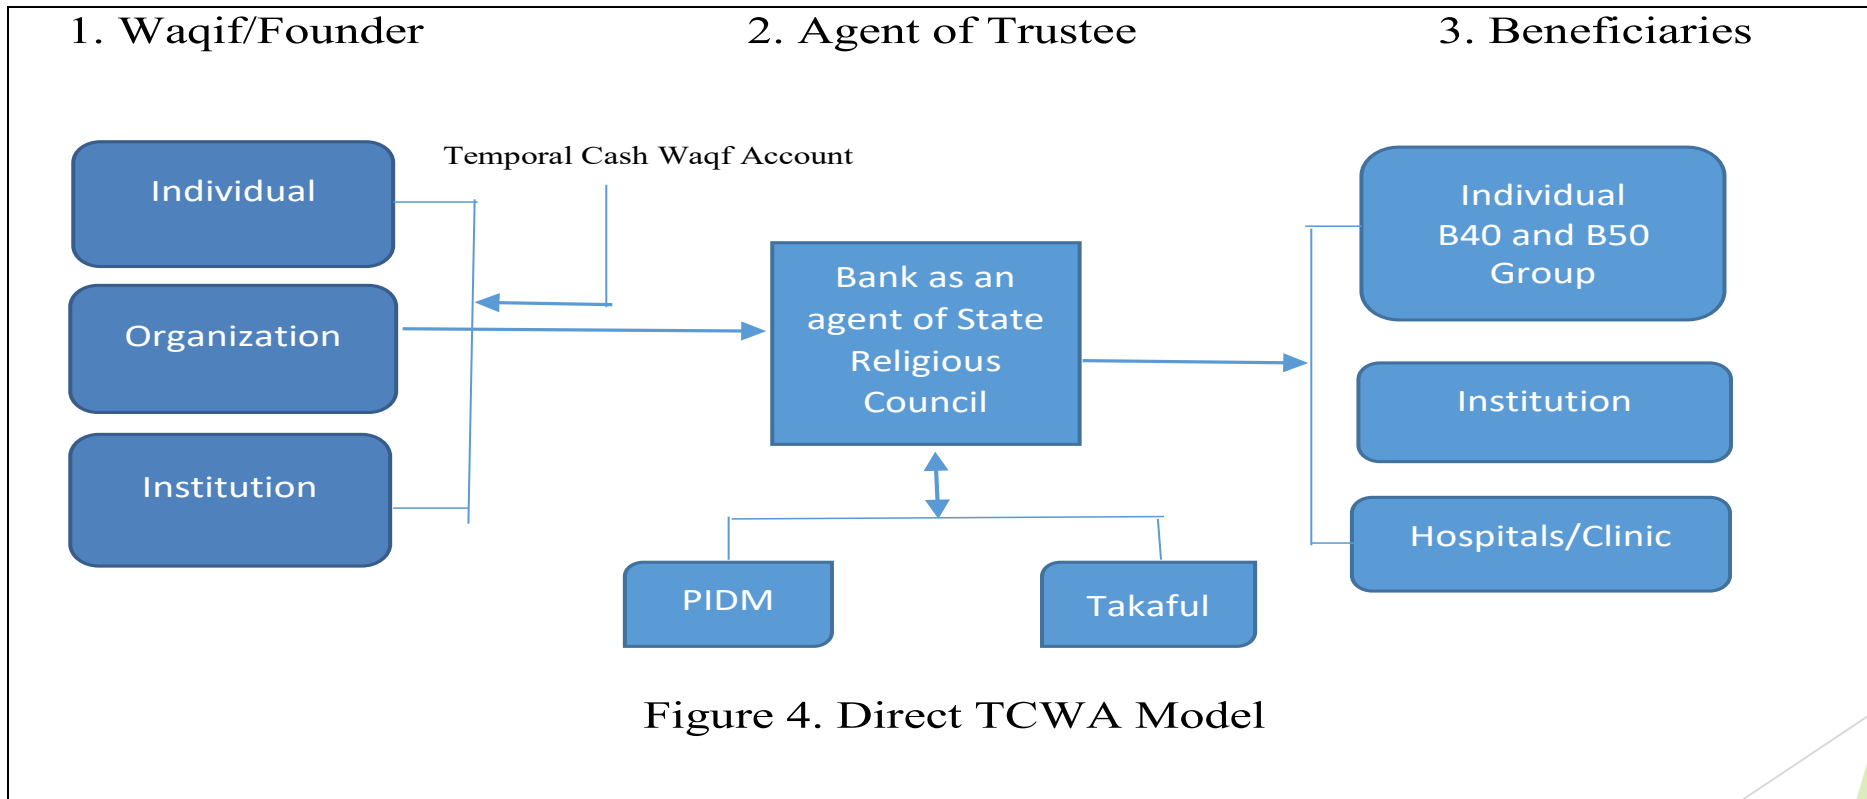 1. Waqif/Founder
2. Agent of Trustee
3. Beneficiaries
Temporal Cash Waqf Account
Individual
Organization
Institution
Bank as an
agent of State
Religious
Council
PIDM
Takaful
Individual
B40 and B50
Group
Institution
Hospitals/Clinic
Figure 4. Direct TCWA Model